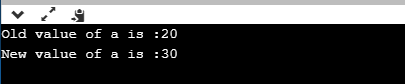 Old value of a is :20
New value of a is :30